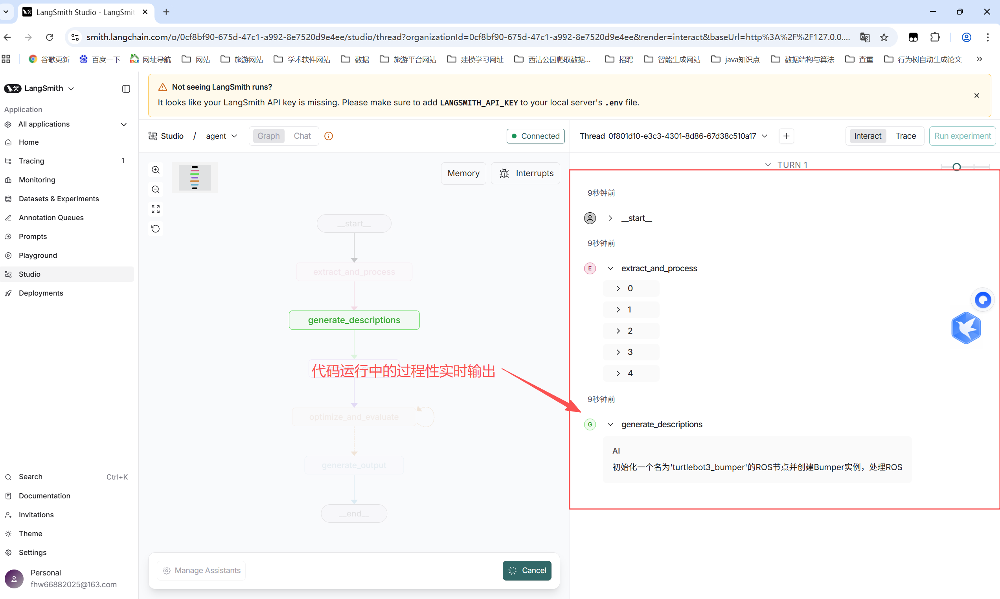 LangSmith Studio - LangSmit
smith.langchain.com/o/0cf8bf90-675d-47c1-a992-8e7520d9e4ee/studio/thread?organizationId=0cf8bf90-675d-47c1-a992-8e7520d9e4ee&render=interact&baseUrl=http%3A%2F%2F127.0.0....
谷歌更新 百度一下 网址导航 网站 旅游网站 学术软件网站 数据 旅游平台网站 建模学习网址 西沽公园爬取数据... 招聘 智能生成网站 java知识点 数据结构与算法 查重 行为树自动生成论文
LangSmith
Application
All applications
Home
Tracing 1
Monitoring
Datasets & Experiments
Annotation Queues
Prompts
Playground
Studio
Deployments
Search Ctrl+K
Documentation
Invitations
Theme
Settings
Personal
fhw66882025@163.com
Not seeing LangSmith runs?
It looks like your LangSmith API key is missing. Please make sure to add LANGSMITH_API_KEY to your local server's .env file.
Studio / agent Graph Chat Connected
Memory Interrupts
__start__
extract_and_process
generate_descriptions
代码运行中的过程性实时输出
optimize_and_evaluate
generate_output
__end__
Manage Assistants Cancel
Thread 0f801d10-e3c3-4301-8d86-67d38c510a17 Interact Trace Run experiment
TURN 1
9秒钟前
__start__
9秒钟前
E extract_and_process
0
1
2
3
4
9秒钟前
G generate_descriptions
AI
初始化一个名为'turtlebot3_bumper'的ROS节点并创建Bumper实例，处理ROS